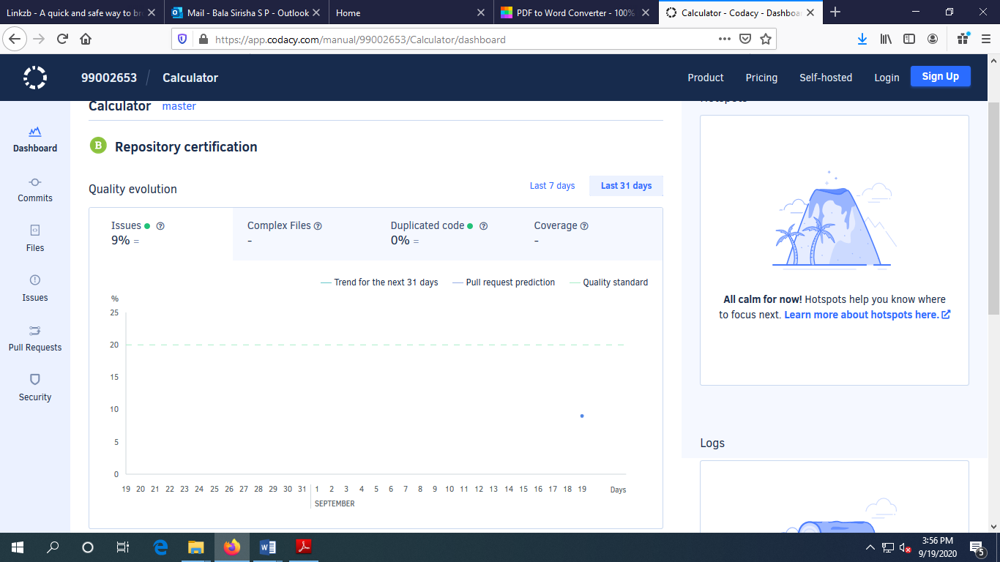 Linkzb - A quick and safe way to br
Mail - Bala Sirisha S P - Outlook
Home
PDF to Word Converter - 100%
Calculator - Codacy - Dashboar
https://app.codacy.com/manual/99002653/Calculator/dashboard
99002653 / Calculator
Product Pricing Self-hosted Login Sign Up
Calculator master
Hotspots
Dashboard
Commits
Files
Issues
Pull Requests
Security
B Repository certification
Quality evolution
Last 7 days Last 31 days
Issues Complex Files Duplicated code Coverage
9% = - 0% = -
Trend for the next 31 days Pull request prediction Quality standard
%
25
20
15
10
5
0
19 20 21 22 23 24 25 26 27 28 29 30 31 1 2 3 4 5 6 7 8 9 10 11 12 13 14 15 16 17 18 19 Days
SEPTEMBER
All calm for now! Hotspots help you know where
to focus next. Learn more about hotspots here.
Logs
3:56 PM
9/19/2020
5